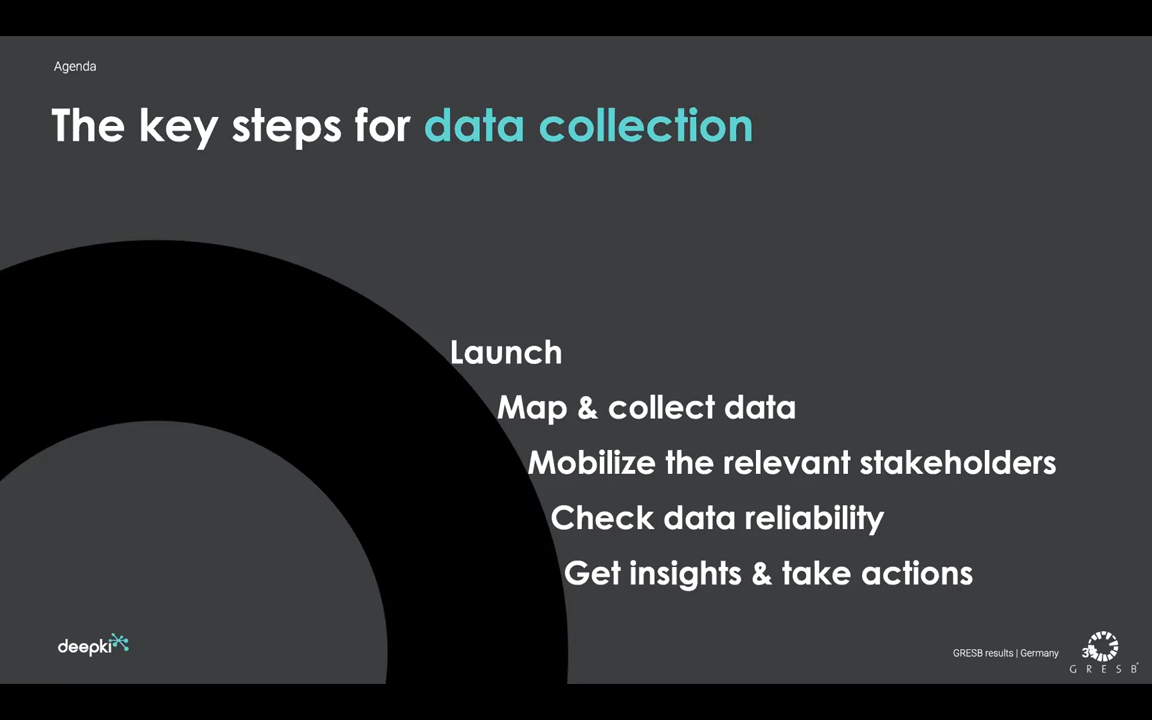 Agenda
The key steps for data collection
Launch
Map & collect data
Mobilize the relevant stakeholders
Check data reliability
Get insights & take actions
deepki
GRESB results | Germany
GRESB